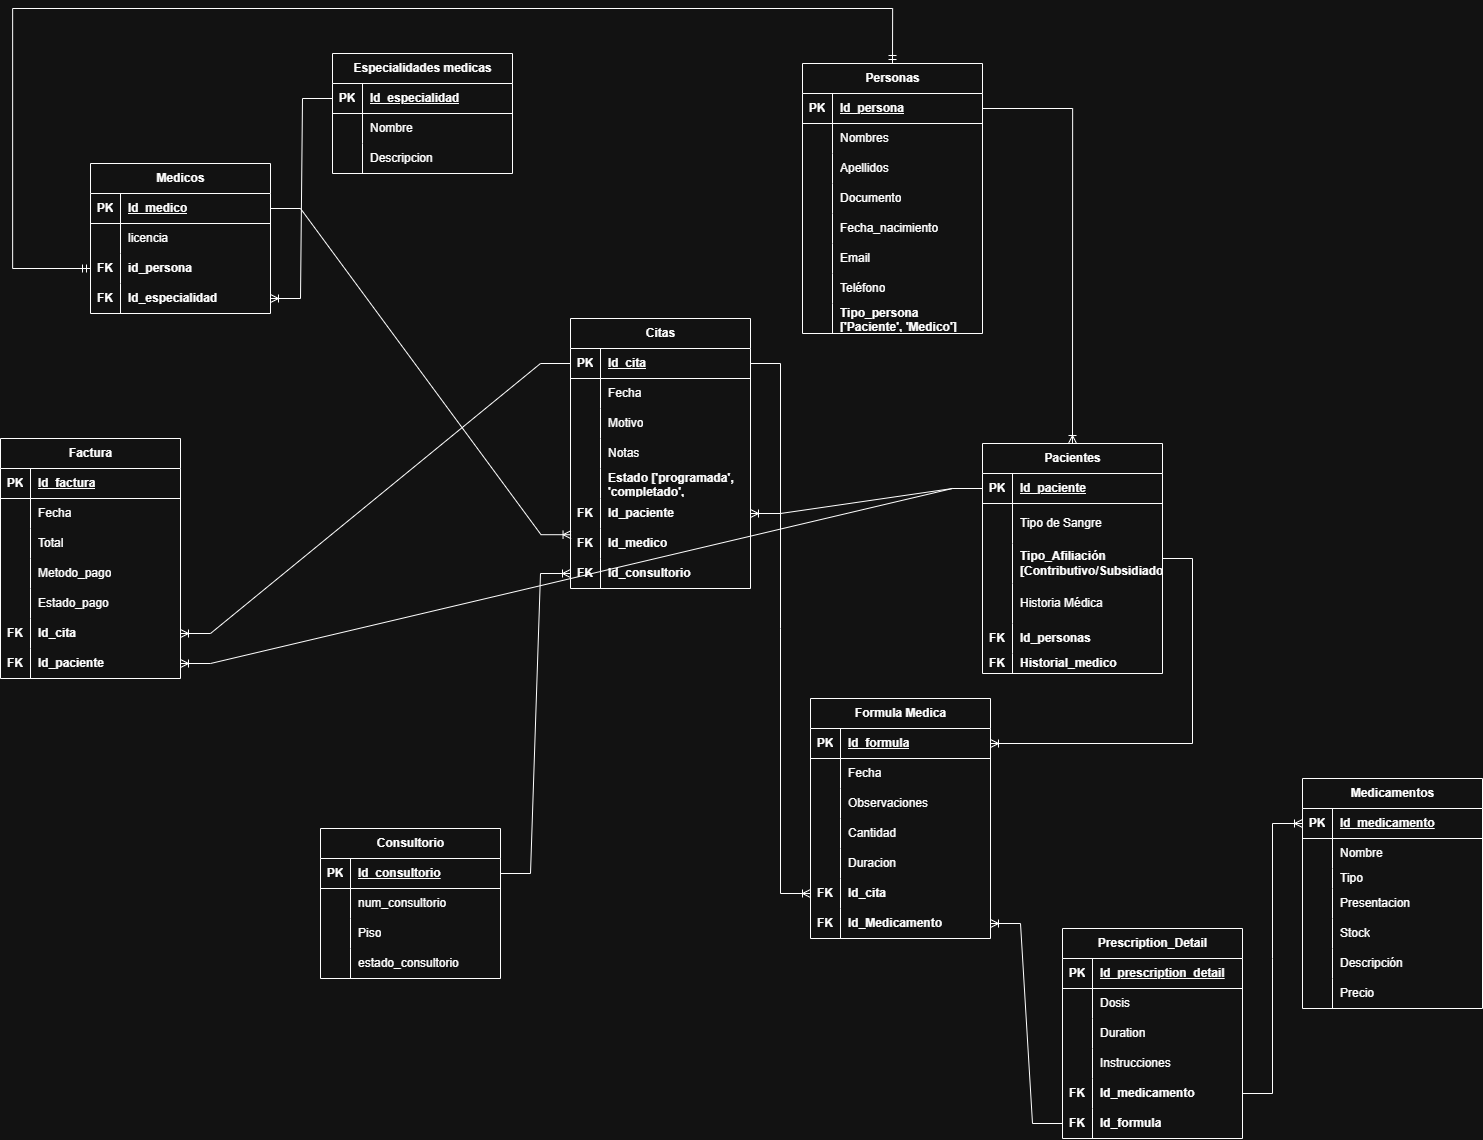 Especialidades medicas
PK Id_especialidad
Nombre
Descripcion
Personas
PK Id_persona
Nombres
Apellidos
Documento
Fecha_nacimiento
Email
Teléfono
Tipo_persona
['Paciente', 'Medico']
Medicos
PK Id_medico
licencia
FK id_persona
FK Id_especialidad
Citas
PK Id_cita
Fecha
Motivo
Notas
Estado ['programada',
'completado',
FK Id_paciente
FK Id_medico
FK Id_consultorio
Factura
PK Id_factura
Fecha
Total
Metodo_pago
Estado_pago
FK Id_cita
FK Id_paciente
Pacientes
PK Id_paciente
Tipo de Sangre
Tipo_Afiliación
[Contributivo/Subsidiado
Historia Médica
FK Id_personas
FK Historial_medico
Formula Medica
PK Id_formula
Fecha
Observaciones
Cantidad
Duracion
FK Id_cita
FK Id_Medicamento
Consultorio
PK Id_consultorio
num_consultorio
Piso
estado_consultorio
Medicamentos
PK Id_medicamento
Nombre
Tipo
Presentacion
Stock
Descripción
Precio
Prescription_Detail
PK Id_prescription_detail
Dosis
Duration
Instrucciones
FK Id_medicamento
FK Id_formula